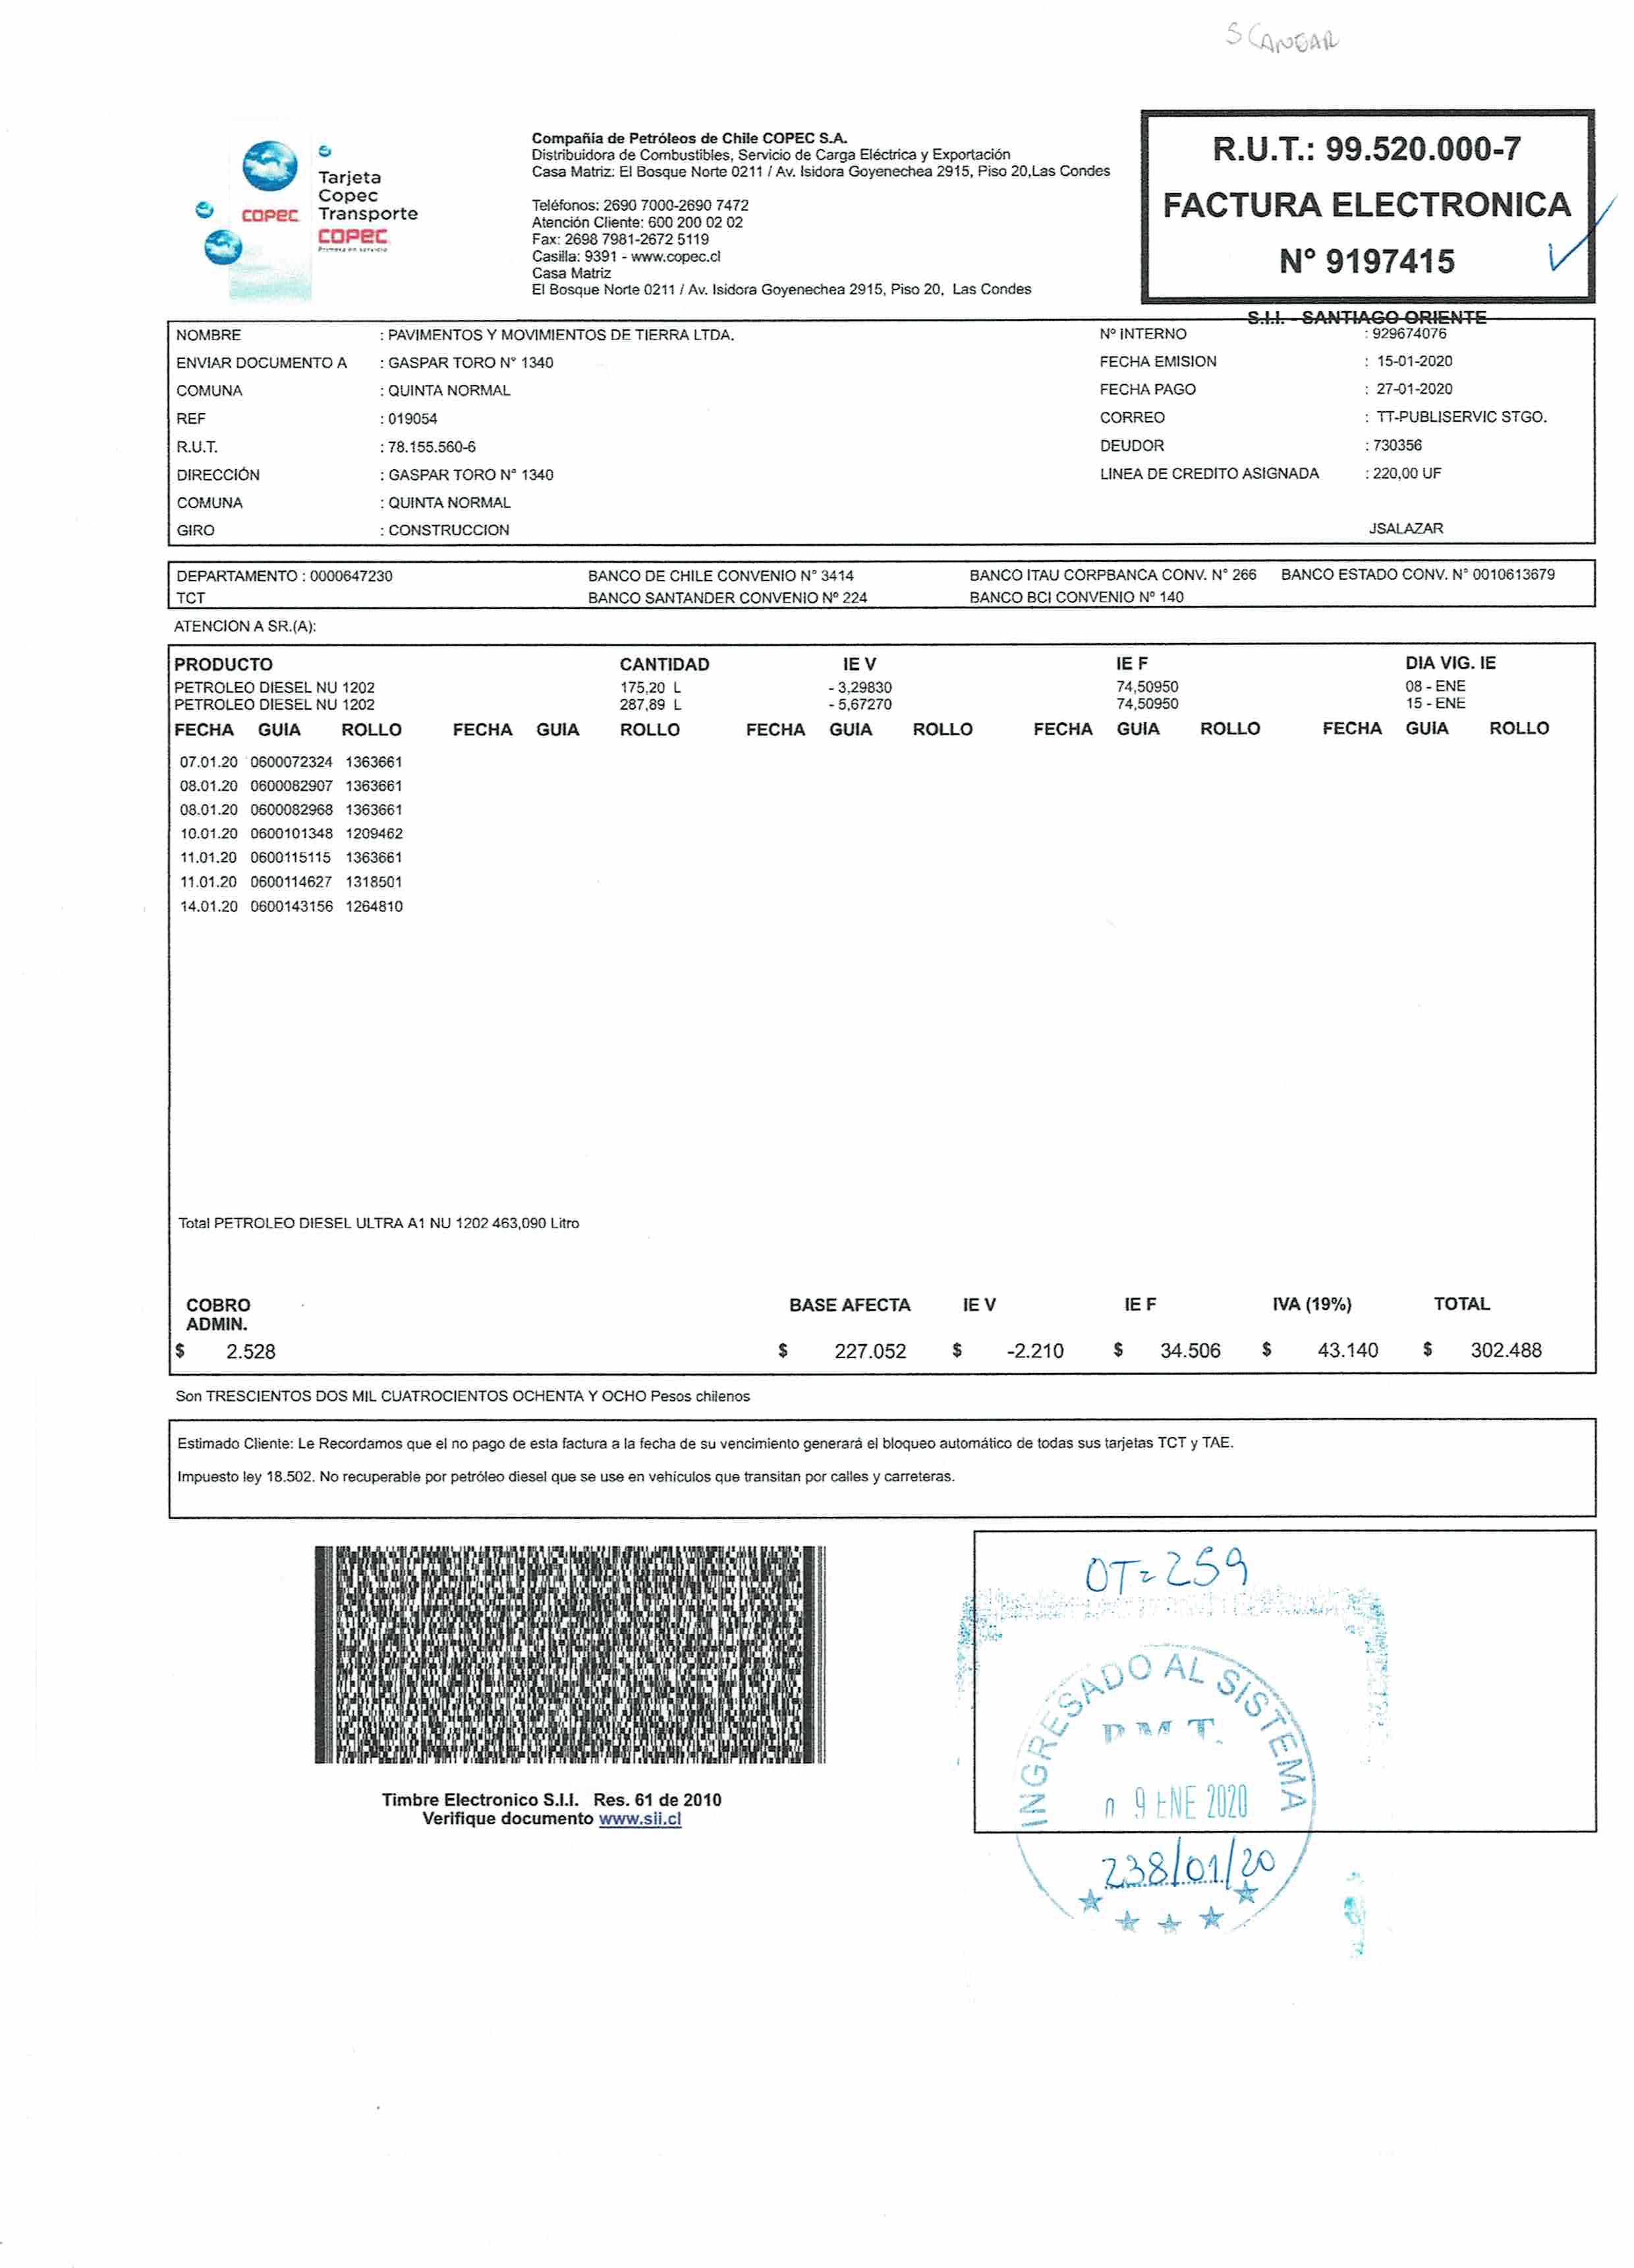 SCANEAR
Tarjeta
Copec
Transporte
copec
copec
Primera en servicio
Compañia de Petróleos de Chile COPEC S.A.
Distribuidora de Combustibles, Servicio de Carga Eléctrica y Exportación
Casa Matriz: El Bosque Norte 0211 / Av. Isidora Goyenechea 2915, Piso 20,Las Condes
Teléfonos: 2690 7000-2690 7472
Atención Cliente: 600 200 02 02
Fax: 2698 7981-2672 5119
Casilla: 9391 - www.copec.cl
Casa Matriz
El Bosque Norte 0211 / Av. Isidora Goyenechea 2915, Piso 20, Las Condes
R.U.T.: 99.520.000-7
FACTURA ELECTRONICA
N° 9197415
S.I.I. - SANTIAGO ORIENTE
NOMBRE : PAVIMENTOS Y MOVIMIENTOS DE TIERRA LTDA. Nº INTERNO : 929674076
ENVIAR DOCUMENTO A : GASPAR TORO N° 1340 FECHA EMISION : 15-01-2020
COMUNA : QUINTA NORMAL FECHA PAGO : 27-01-2020
REF : 019054 CORREO : TT-PUBLISERVIC STGO.
R.U.T. : 78.155.560-6 DEUDOR : 730356
DIRECCIÓN : GASPAR TORO N° 1340 LINEA DE CREDITO ASIGNADA : 220,00 UF
COMUNA : QUINTA NORMAL
GIRO : CONSTRUCCION JSALAZAR
DEPARTAMENTO : 0000647230 BANCO DE CHILE CONVENIO N° 3414 BANCO ITAU CORPBANCA CONV. N° 266 BANCO ESTADO CONV. N° 0010613679
TCT BANCO SANTANDER CONVENIO Nº 224 BANCO BCI CONVENIO Nº 140
ATENCION A SR.(A):
PRODUCTO CANTIDAD IE V IE F DIA VIG. IE
PETROLEO DIESEL NU 1202 175,20 L - 3,29830 74,50950 08 - ENE
PETROLEO DIESEL NU 1202 287,89 L - 5,67270 74,50950 15 - ENE
FECHA GUIA ROLLO FECHA GUIA ROLLO FECHA GUIA ROLLO FECHA GUIA ROLLO FECHA GUIA ROLLO
07.01.20 0600072324 1363661
08.01.20 0600082907 1363661
08.01.20 0600082968 1363661
10.01.20 0600101348 1209462
11.01.20 0600115115 1363661
11.01.20 0600114627 1318501
14.01.20 0600143156 1264810
Total PETROLEO DIESEL ULTRA A1 NU 1202 463,090 Litro
COBRO BASE AFECTA IE V IE F IVA (19%) TOTAL
ADMIN.
$ 2.528 $ 227.052 $ -2.210 $ 34.506 $ 43.140 $ 302.488
Son TRESCIENTOS DOS MIL CUATROCIENTOS OCHENTA Y OCHO Pesos chilenos
Estimado Cliente: Le Recordamos que el no pago de esta factura a la fecha de su vencimiento generará el bloqueo automático de todas sus tarjetas TCT y TAE.
Impuesto ley 18.502. No recuperable por petróleo diesel que se use en vehículos que transitan por calles y carreteras.
OT=259
INGRESADO AL SISTEMA
P M T.
9 ENE 2020
238/01/20
Timbre Electronico S.I.I. Res. 61 de 2010
Verifique documento www.sii.cl